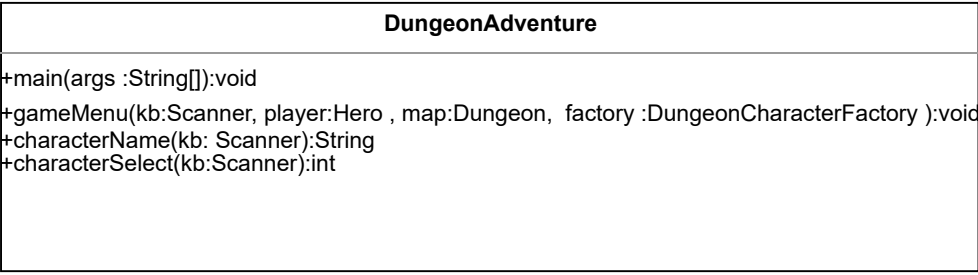 DungeonAdventure
+main(args :String[]):void
+gameMenu(kb:Scanner, player:Hero , map:Dungeon,  factory :DungeonCharacterFactory ):void
+characterName(kb: Scanner):String
+characterSelect(kb:Scanner):int